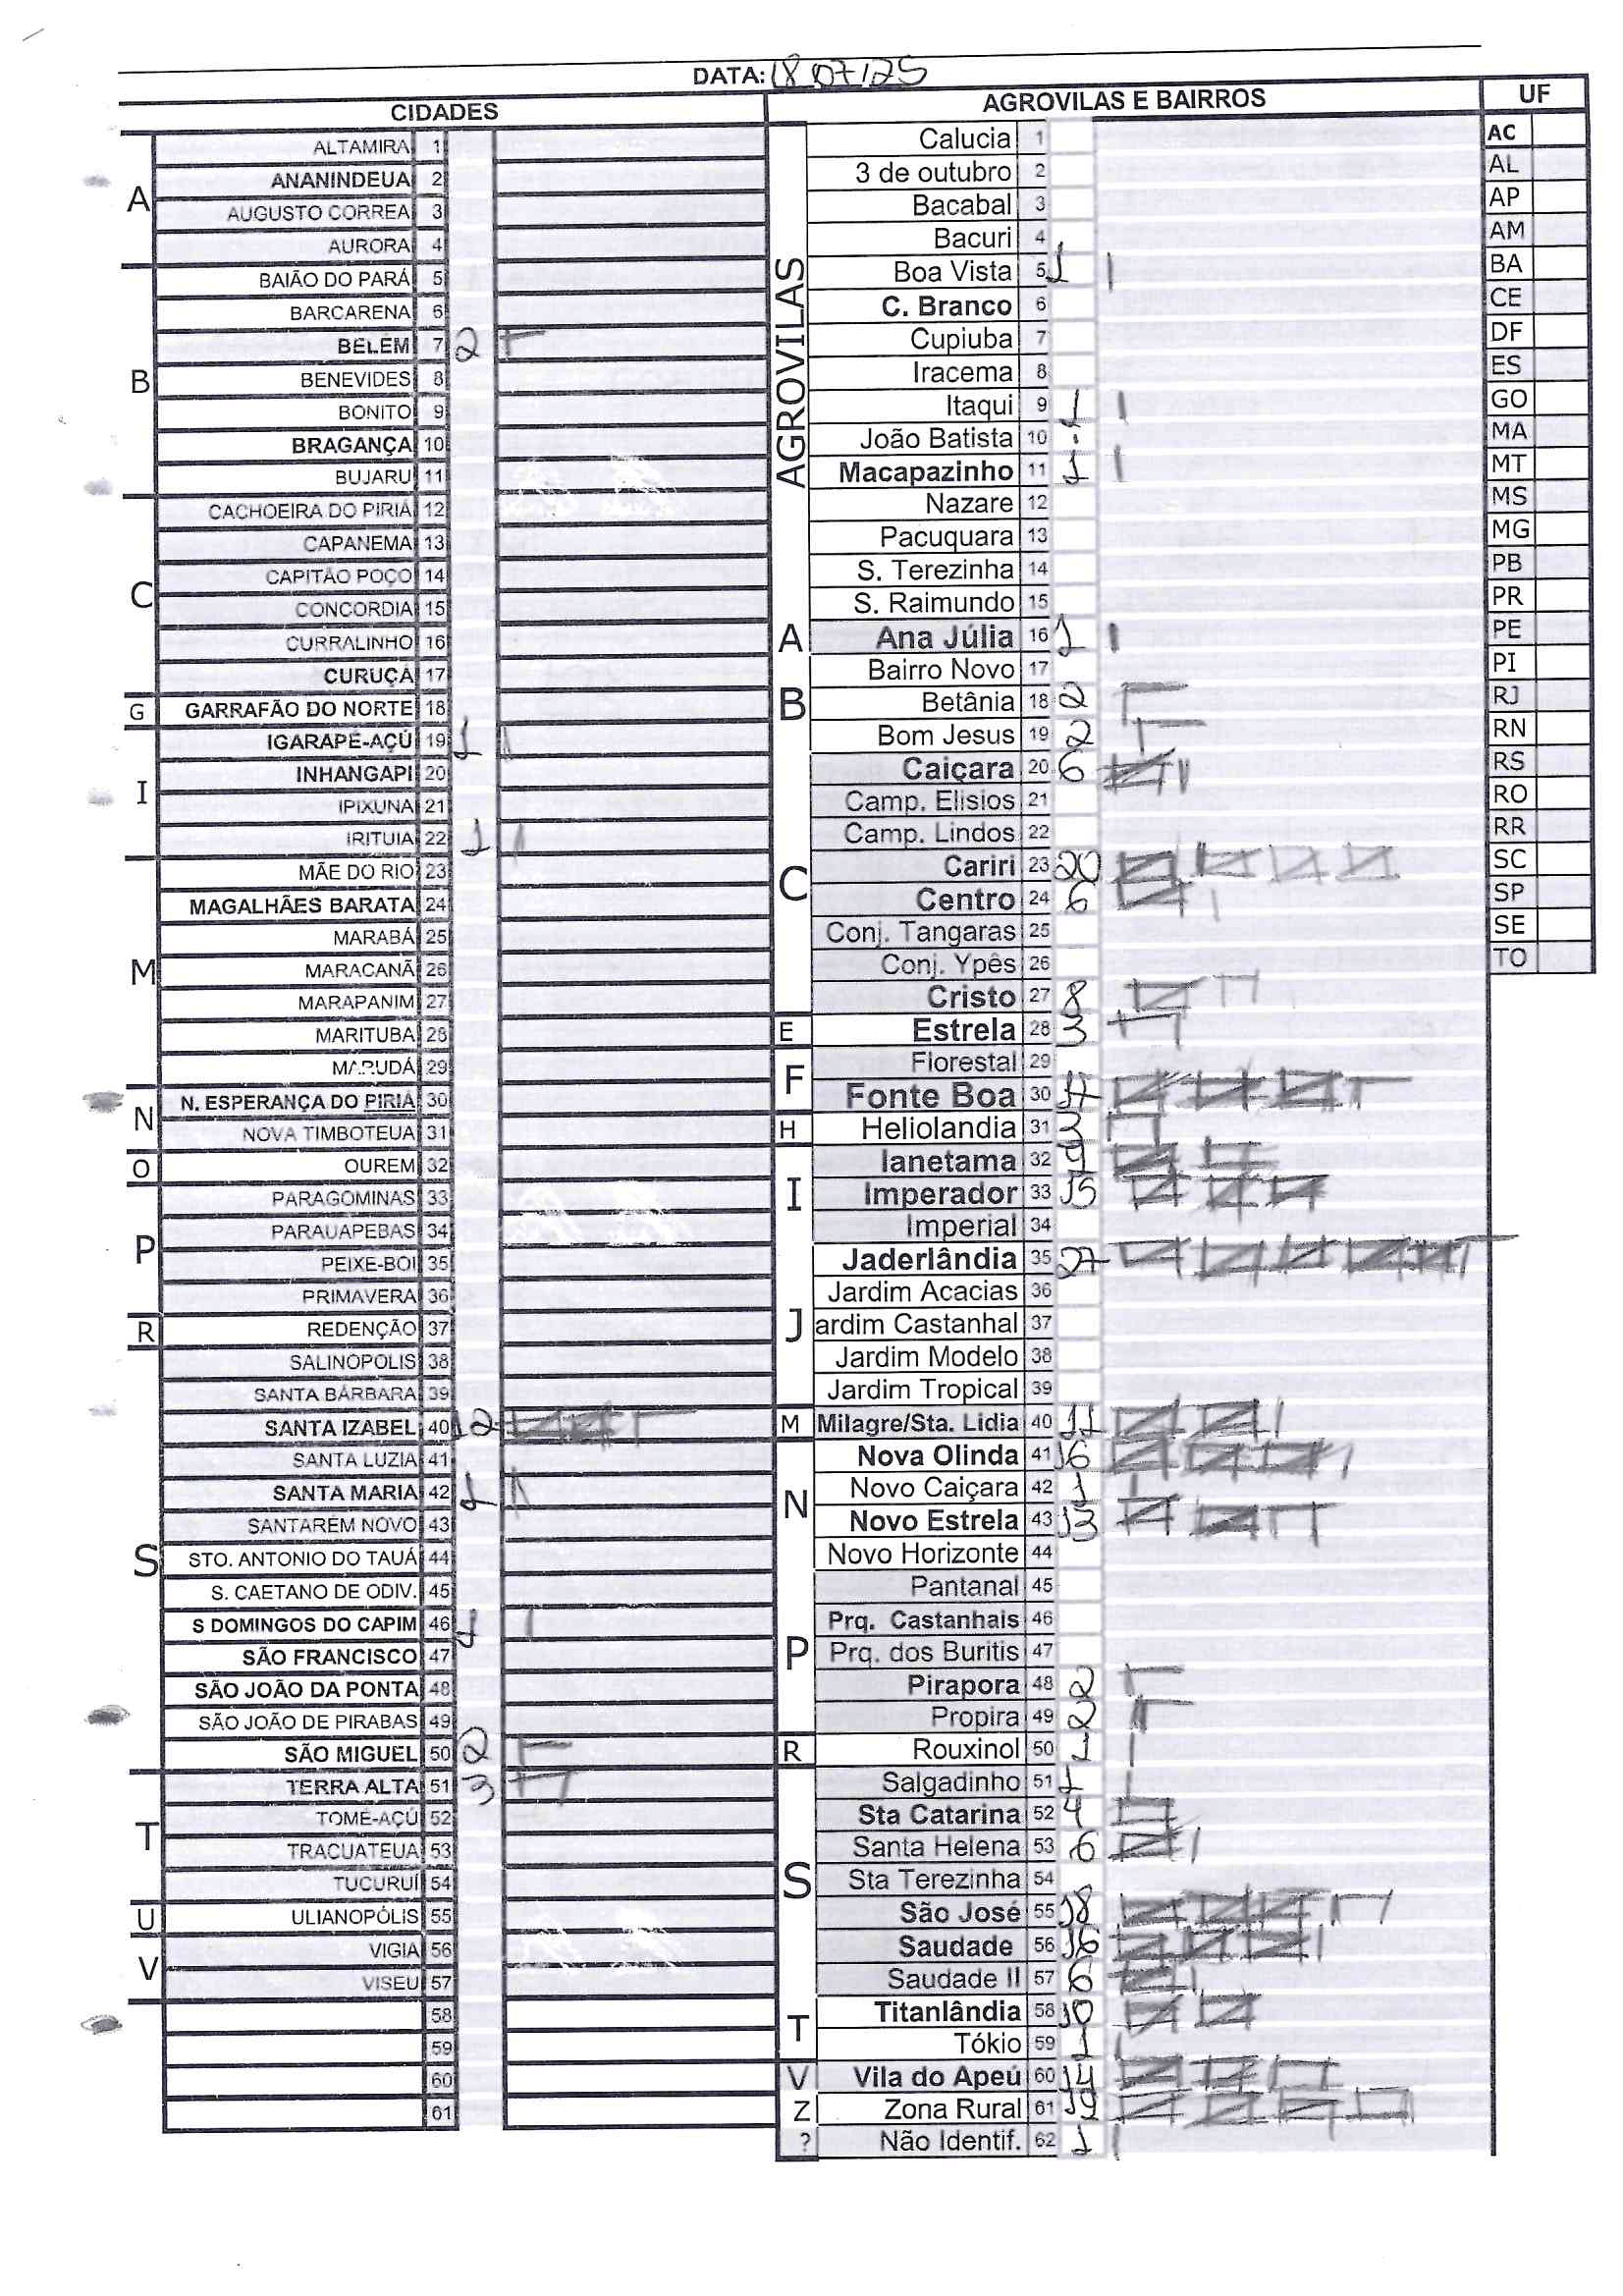 DATA: 18/07/25
CIDADES
AGROVILAS E BAIRROS
UF
A
ALTAMIRA 1
ANANINDEUA 2
AUGUSTO CORREA 3
AURORA 4
B
BAIÃO DO PARÁ 5
BARCARENA 6
BELÉM 7 2
BENEVIDES 8
BONITO 9
BRAGANÇA 10
BUJARU 11
C
CACHOEIRA DO PIRIÁ 12
CAPANEMA 13
CAPITÃO POÇO 14
CONCORDIA 15
CURRALINHO 16
CURUÇÁ 17
G
GARRAFÃO DO NORTE 18
I
IGARAPÉ-AÇÚ 19 1
INHANGAPI 20
IPIXUNA 21
IRITUIA 22 1
M
MÃE DO RIO 23
MAGALHÃES BARATA 24
MARABÁ 25
MARACANÃ 26
MARAPANIM 27
MARITUBA 28
MARUDÁ 29
N
N. ESPERANÇA DO PIRIÁ 30
NOVA TIMBOTEUA 31
O
OUREM 32
P
PARAGOMINAS 33
PARAUAPEBAS 34
PEIXE-BOI 35
PRIMAVERA 36
R
REDENÇÃO 37
S
SALINOPOLIS 38
SANTA BÁRBARA 39
SANTA IZABEL 40 12
SANTA LUZIA 41
SANTA MARIA 42 1
SANTARÉM NOVO 43
STO. ANTONIO DO TAUÁ 44
S. CAETANO DE ODIV. 45
S DOMINGOS DO CAPIM 46
SÃO FRANCISCO 47
SÃO JOÃO DA PONTA 48
SÃO JOÃO DE PIRABAS 49
SÃO MIGUEL 50 2
T
TERRA ALTA 51 3
TOMÉ-AÇÚ 52
TRACUATEUA 53
TUCURUÍ 54
U
ULIANOPÓLIS 55
V
VIGIA 56
VISEU 57
58
59
60
61
AGROVILAS
Calucia 1
3 de outubro 2
Bacabal 3
Bacuri 4
Boa Vista 5 1
C. Branco 6
Cupiuba 7
Iracema 8
Itaqui 9 1
João Batista 10
Macapazinho 11 1
Nazare 12
Pacuquara 13
S. Terezinha 14
S. Raimundo 15
A
Ana Júlia 16 1
B
Bairro Novo 17
Betânia 18 2
Bom Jesus 19 2
C
Caiçara 20 6
Camp. Elisios 21
Camp. Lindos 22
Cariri 23 20
Centro 24 6
Conj. Tangaras 25
Conj. Ypês 26
Cristo 27 8
E
Estrela 28 3
F
Florestal 29
Fonte Boa 30 17
H
Heliolandia 31 3
I
Ianetama 32 9
Imperador 33 15
Imperial 34
J
Jaderlândia 35 27
Jardim Acacias 36
ardim Castanhal 37
Jardim Modelo 38
Jardim Tropical 39
M
Milagre/Sta. Lidia 40 11
N
Nova Olinda 41 16
Novo Caiçara 42 1
Novo Estrela 43 13
Novo Horizonte 44
P
Pantanal 45
Prq. Castanhais 46
Prq. dos Buritis 47
Pirapora 48 2
Propira 49 2
R
Rouxinol 50 1
S
Salgadinho 51 1
Sta Catarina 52 4
Santa Helena 53 6
Sta Terezinha 54
São José 55 18
Saudade 56 16
Saudade II 57 6
T
Titanlândia 58 10
Tókio 59 1
V
Vila do Apeú 60 14
Z
Zona Rural 61 19
?
Não Identif. 62 1
AC
AL
AP
AM
BA
CE
DF
ES
GO
MA
MT
MS
MG
PB
PR
PE
PI
RJ
RN
RS
RO
RR
SC
SP
SE
TO